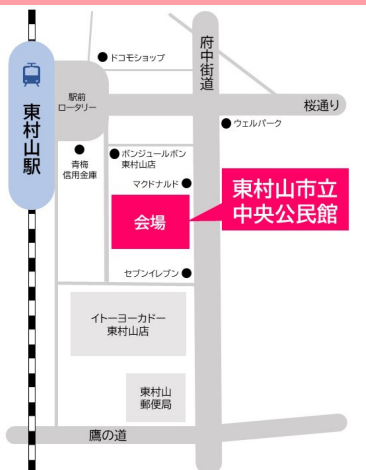 ドコモショップ
府中街道
駅前
ロータリー
桜通り
東村山駅
ウェルパーク
青梅
信用金庫
ボンジュールボン
東村山店
マクドナルド
会場
東村山市立
中央公民館
セブンイレブン
イトーヨーカドー
東村山店
東村山
郵便局
鷹の道